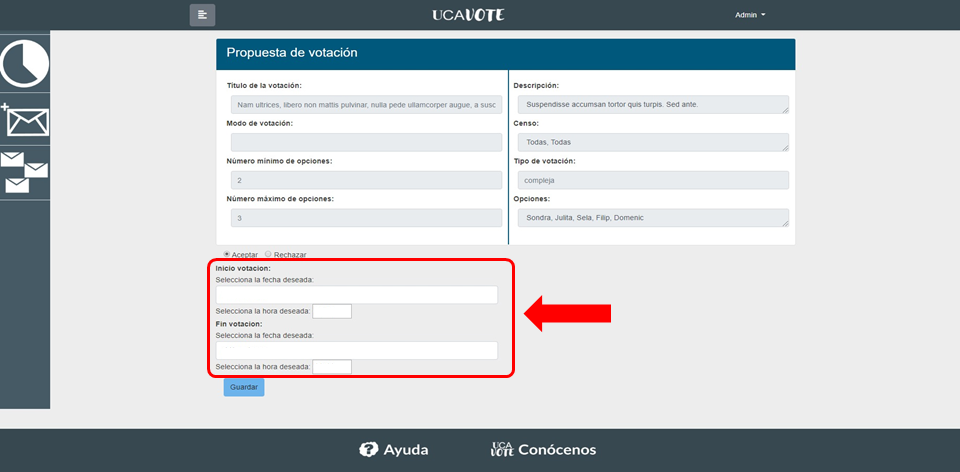 UCAVOTE
Admin
Propuesta de votación
Título de la votación:
Nam ultrices, libero non mattis pulvinar, nulla pede ullamcorper augue, a susc
Modo de votación:
Número mínimo de opciones:
2
Número máximo de opciones:
3
Descripción:
Suspendisse accumsan tortor quis turpis. Sed ante.
Censo:
Todas, Todas
Tipo de votación:
compleja
Opciones:
Sondra, Julita, Sela, Filip, Domenic
Aceptar Rechazar
Inicio votacion:
Selecciona la fecha deseada:
Selecciona la hora deseada:
Fin votacion:
Selecciona la fecha deseada:
Selecciona la hora deseada:
Guardar
Ayuda
UCA VOTE Conócenos